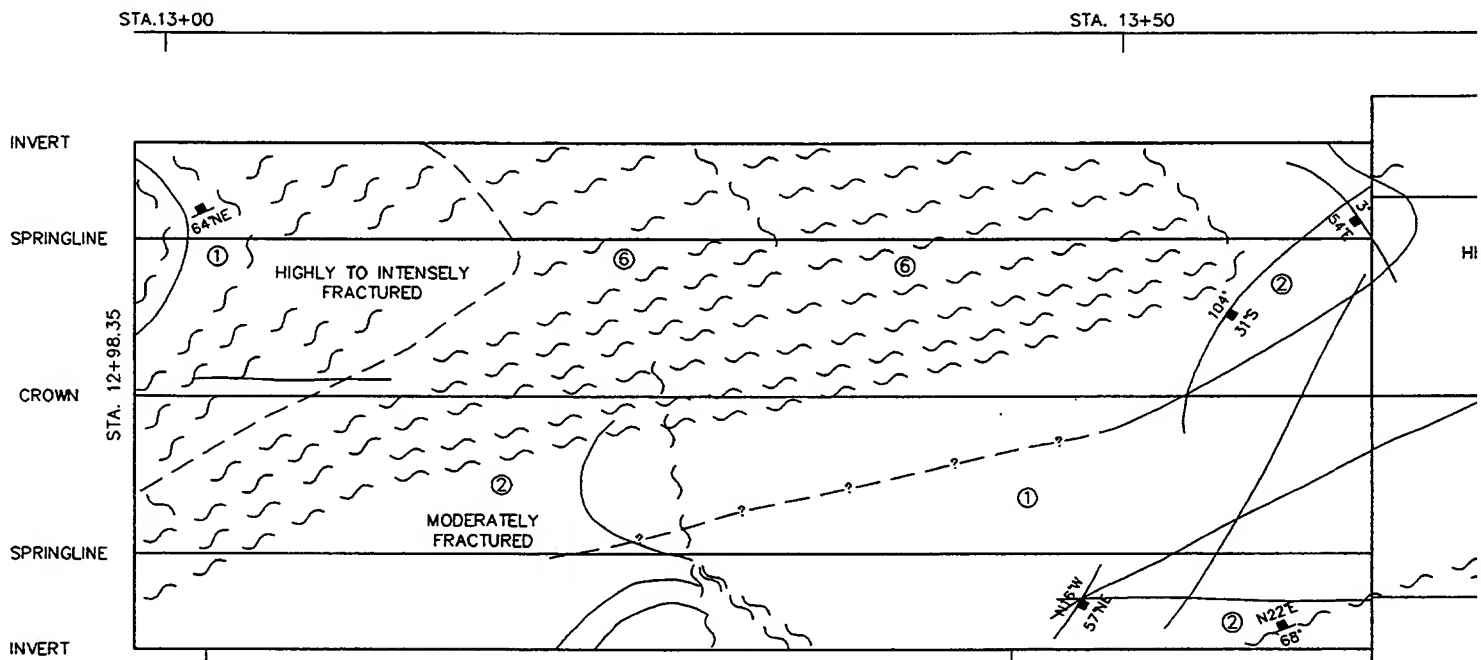 STA.13+00
STA. 13+50
INVERT
SPRINGLINE
CROWN
SPRINGLINE
INVERT
STA. 12+98.35
64°NE
①
HIGHLY TO INTENSELY
FRACTURED
⑥
⑥
3°
54°E
②
104°
31°S
②
MODERATELY
FRACTURED
?
?
?
?
?
①
N16°W
57°NE
②
N22°E
68°